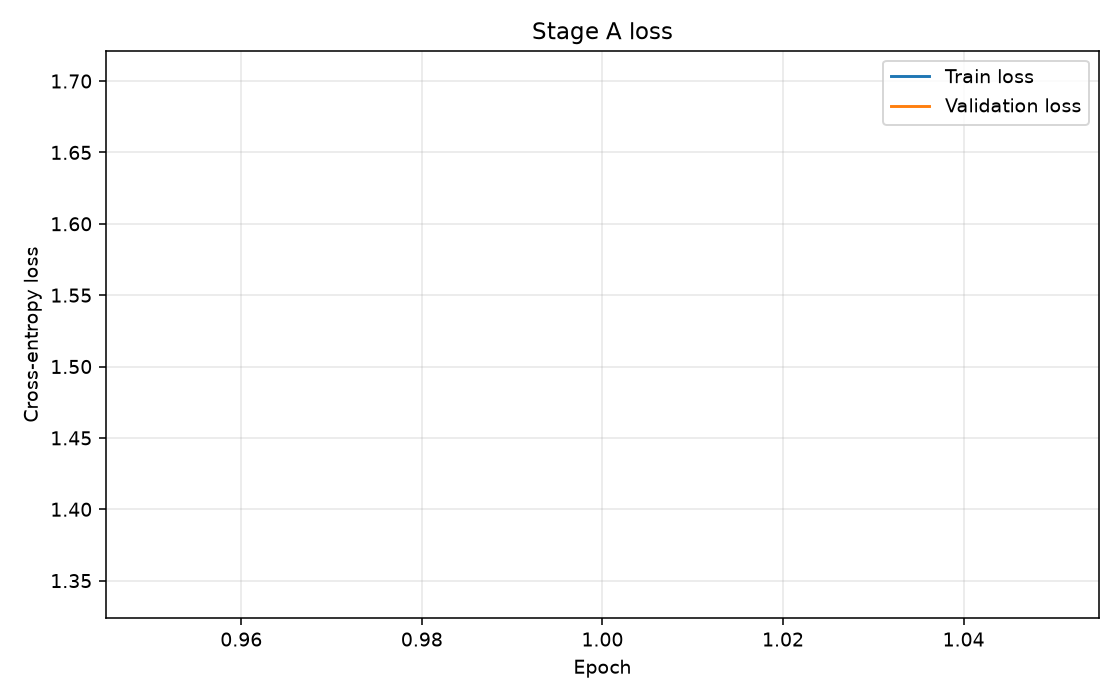 Stage A loss
Train loss
Validation loss
Cross-entropy loss
1.70
1.65
1.60
1.55
1.50
1.45
1.40
1.35
0.96 0.98 1.00 1.02 1.04
Epoch